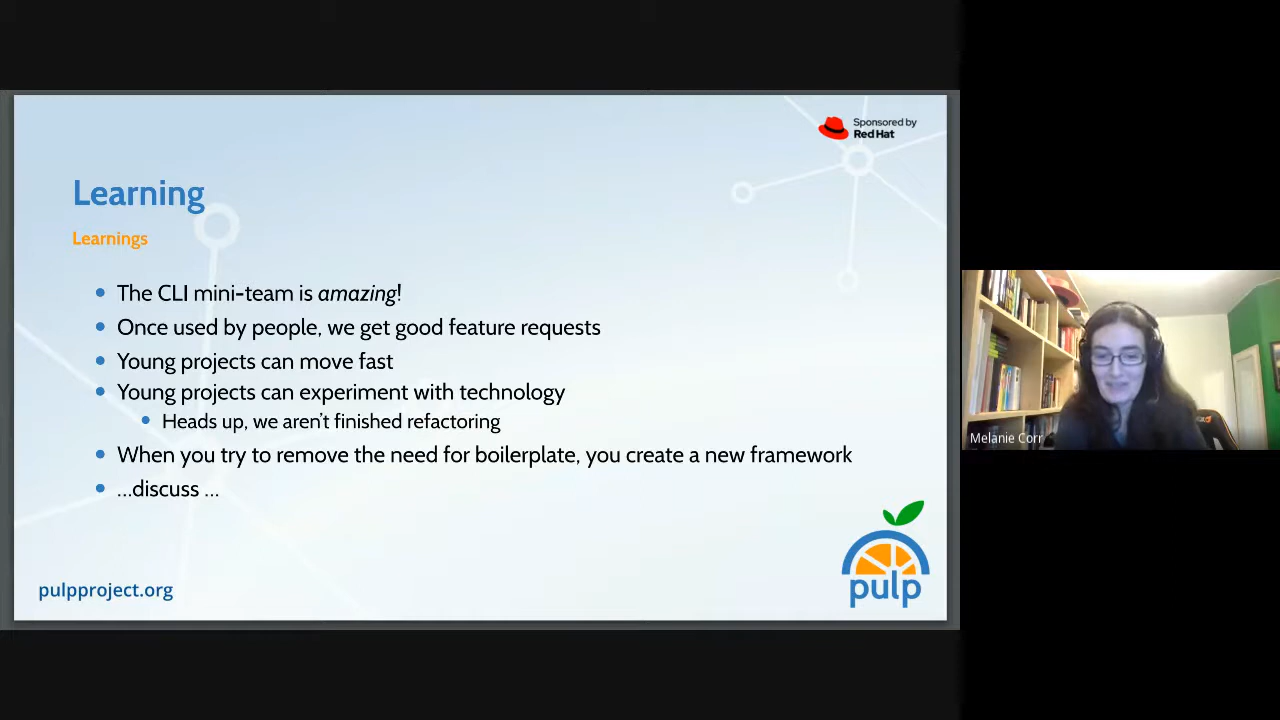 Sponsored by
Red Hat
Learning
Learnings
The CLI mini-team is amazing!
Once used by people, we get good feature requests
Young projects can move fast
Young projects can experiment with technology
Heads up, we aren't finished refactoring
When you try to remove the need for boilerplate, you create a new framework
...discuss ...
pulpproject.org
pulp
Melanie Corr